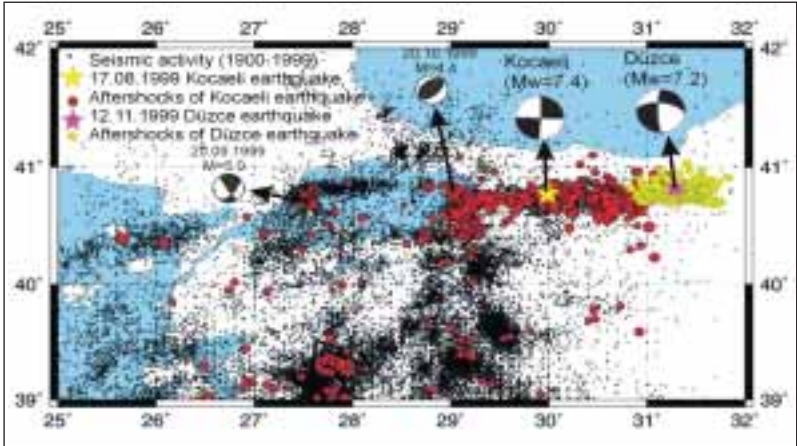 25° 26° 27° 28° 29° 30° 31° 32°
42° 42°
Seismic activity (1900-1999)
17.08.1999 Kocaeli earthquake
Aftershocks of Kocaeli earthquake
12.11.1999 Düzce earthquake
Aftershocks of Düzce earthquake
1999
Kocaeli
(Mw=7.4)
Düzce
(Mw=7.2)
1999
41° 41°
40° 40°
39° 39°
25° 26° 27° 28° 29° 30° 31° 32°